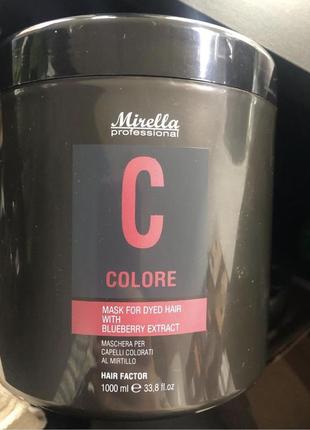 Mirella
professional
C
COLORE
MASK FOR DYED HAIR
WITH
BLUEBERRY EXTRACT
MASCHERA PER
CAPELLI COLORATI
AL MIRTILLO
HAIR FACTOR
1000 ml ℮ 33.8 fl.oz